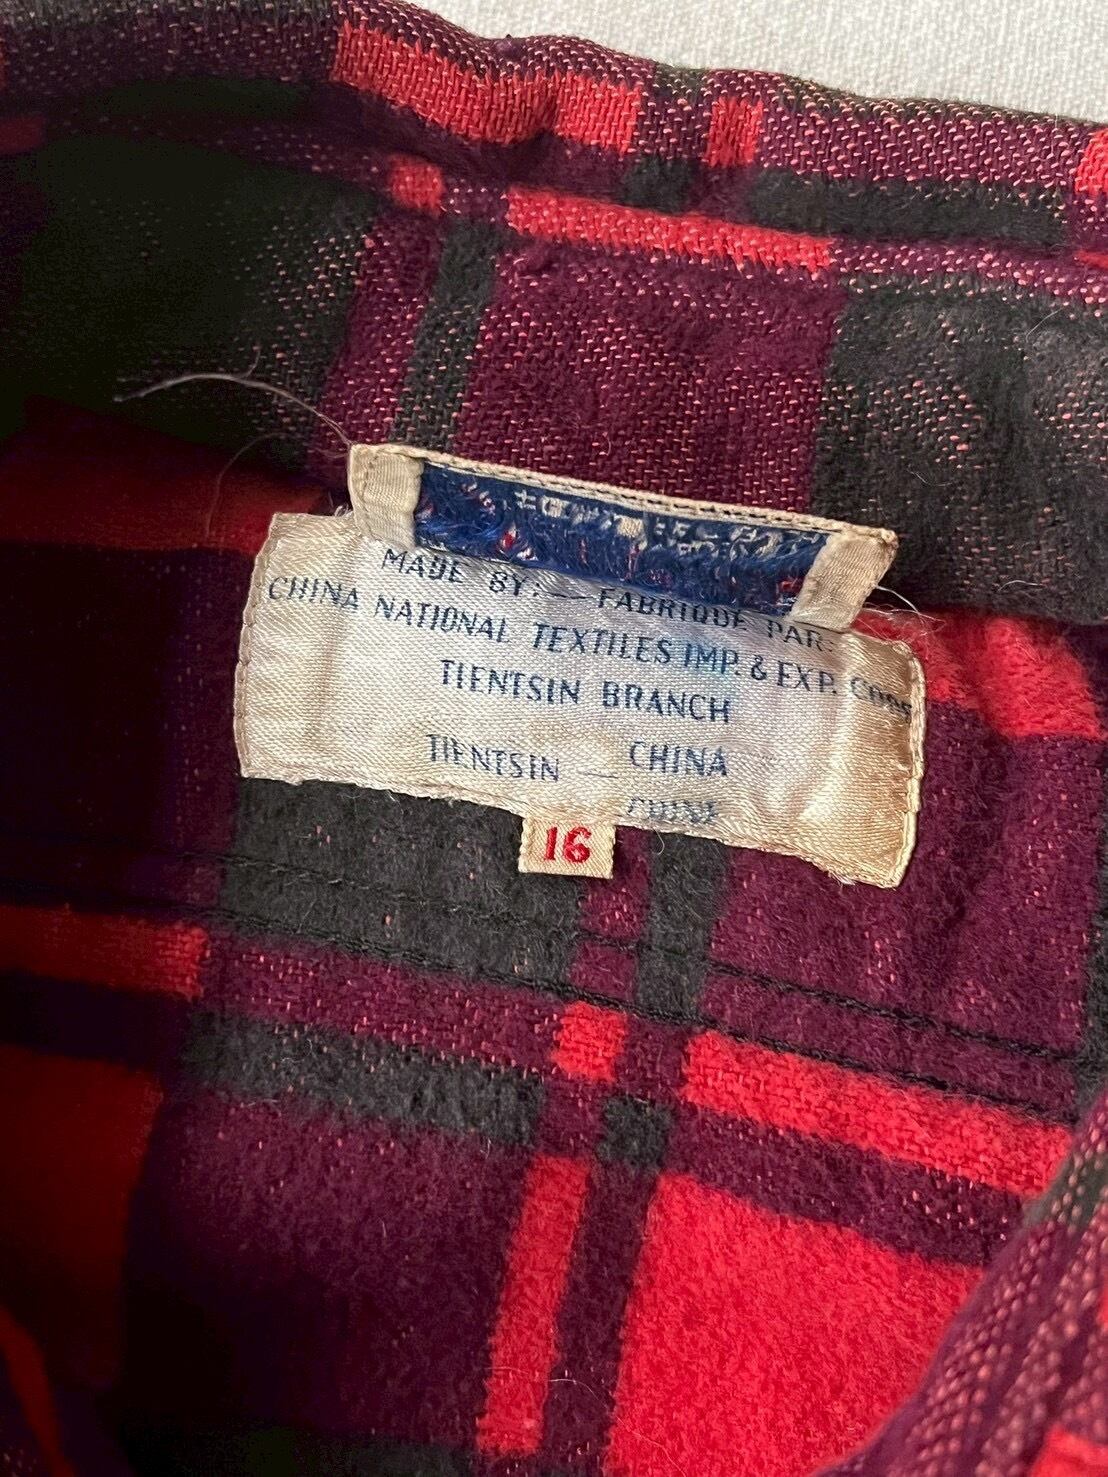 MADE BY: — FABRIQUE PAR:
CHINA NATIONAL TEXTILES IMP. & EXP. CORP
TIENTSIN BRANCH
TIENTSIN — CHINA
CHINE
16